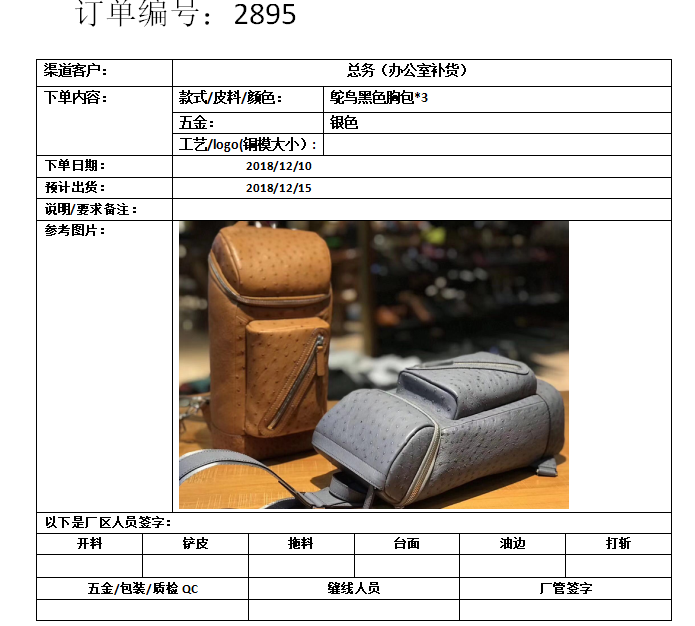 订单编号：2895
渠道客户： 总务（办公室补货）
下单内容： 款式/皮料/颜色： 鸵鸟黑色胸包*3
五金： 银色
工艺/logo(铜模大小）:
下单日期： 2018/12/10
预计出货： 2018/12/15
说明/要求备注：
参考图片：
以下是厂区人员签字：
开料 铲皮 拖料 台面 油边 打斩
五金/包装/质检 QC 缝线人员 厂管签字